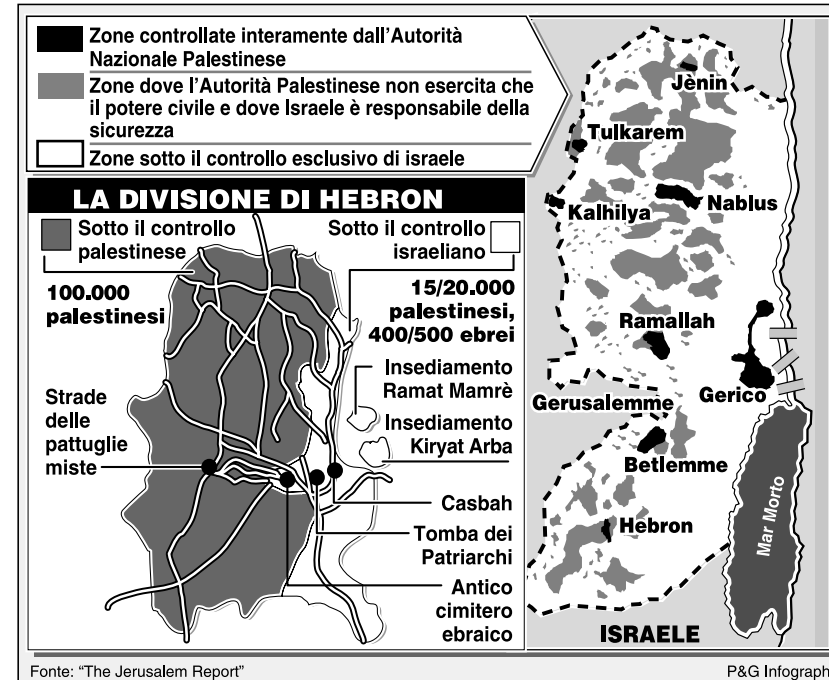 Zone controllate interamente dall'Autorità
Nazionale Palestinese
Zone dove l'Autorità Palestinese non esercita che
il potere civile e dove Israele è responsabile della
sicurezza
Zone sotto il controllo esclusivo di israele
LA DIVISIONE DI HEBRON
Sotto il controllo
palestinese
100.000
palestinesi
Sotto il controllo
israeliano
15/20.000
palestinesi,
400/500 ebrei
Insediamento
Ramat Mamrè
Insediamento
Kiryat Arba
Strade
delle
pattuglie
miste
Casbah
Tomba dei
Patriarchi
Antico
cimitero
ebraico
Jènin
Tulkarem
Kalhilya
Nablus
Ramallah
Gerusalemme
Gerico
Betlemme
Hebron
Mar Morto
ISRAELE
Fonte: "The Jerusalem Report"
P&G Infograph